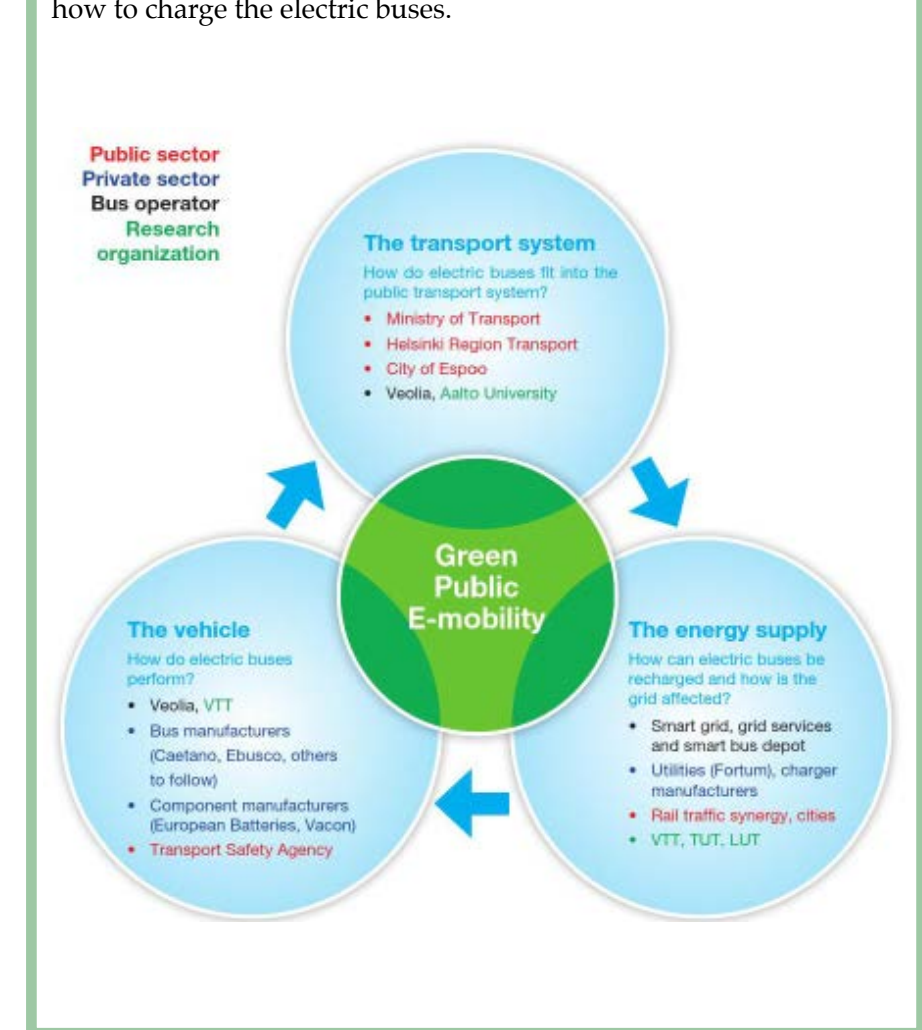 how to charge the electric buses.
Public sector
Private sector
Bus operator
Research
organization
The transport system
How do electric buses fit into the
public transport system?
• Ministry of Transport
• Helsinki Region Transport
• City of Espoo
• Veolia, Aalto University
Green
Public
E-mobility
The vehicle
How do electric buses
perform?
• Veolia, VTT
• Bus manufacturers
(Caetano, Ebusco, others
to follow)
• Component manufacturers
(European Batteries, Vacon)
• Transport Safety Agency
The energy supply
How can electric buses be
recharged and how is the
grid affected?
• Smart grid, grid services
and smart bus depot
• Utilities (Fortum), charger
manufacturers
• Rail traffic synergy, cities
• VTT, TUT, LUT